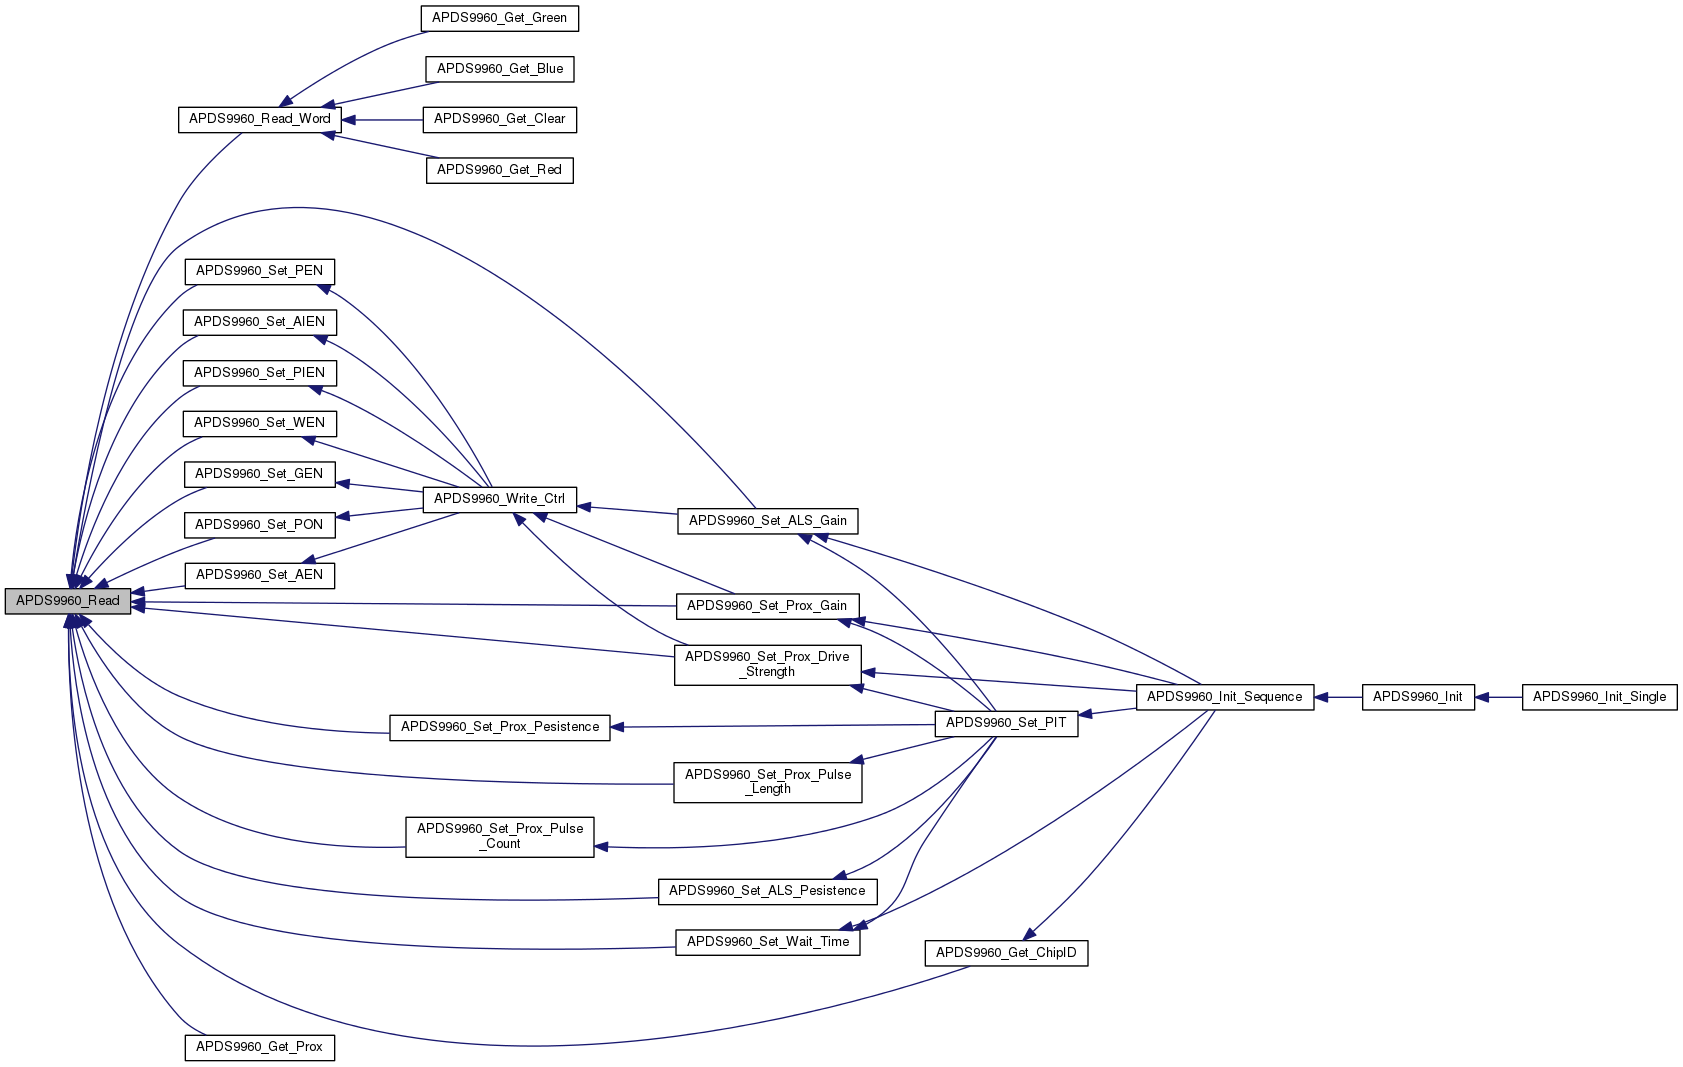 APDS9960_Get_Green
APDS9960_Get_Blue
APDS9960_Read_Word
APDS9960_Get_Clear
APDS9960_Get_Red
APDS9960_Set_PEN
APDS9960_Set_AIEN
APDS9960_Set_PIEN
APDS9960_Set_WEN
APDS9960_Set_GEN
APDS9960_Write_Ctrl
APDS9960_Set_PON
APDS9960_Set_ALS_Gain
APDS9960_Set_AEN
APDS9960_Read
APDS9960_Set_Prox_Gain
APDS9960_Set_Prox_Drive
_Strength
APDS9960_Init_Sequence
APDS9960_Init
APDS9960_Init_Single
APDS9960_Set_Prox_Pesistence
APDS9960_Set_PIT
APDS9960_Set_Prox_Pulse
_Length
APDS9960_Set_Prox_Pulse
_Count
APDS9960_Set_ALS_Pesistence
APDS9960_Set_Wait_Time
APDS9960_Get_ChipID
APDS9960_Get_Prox